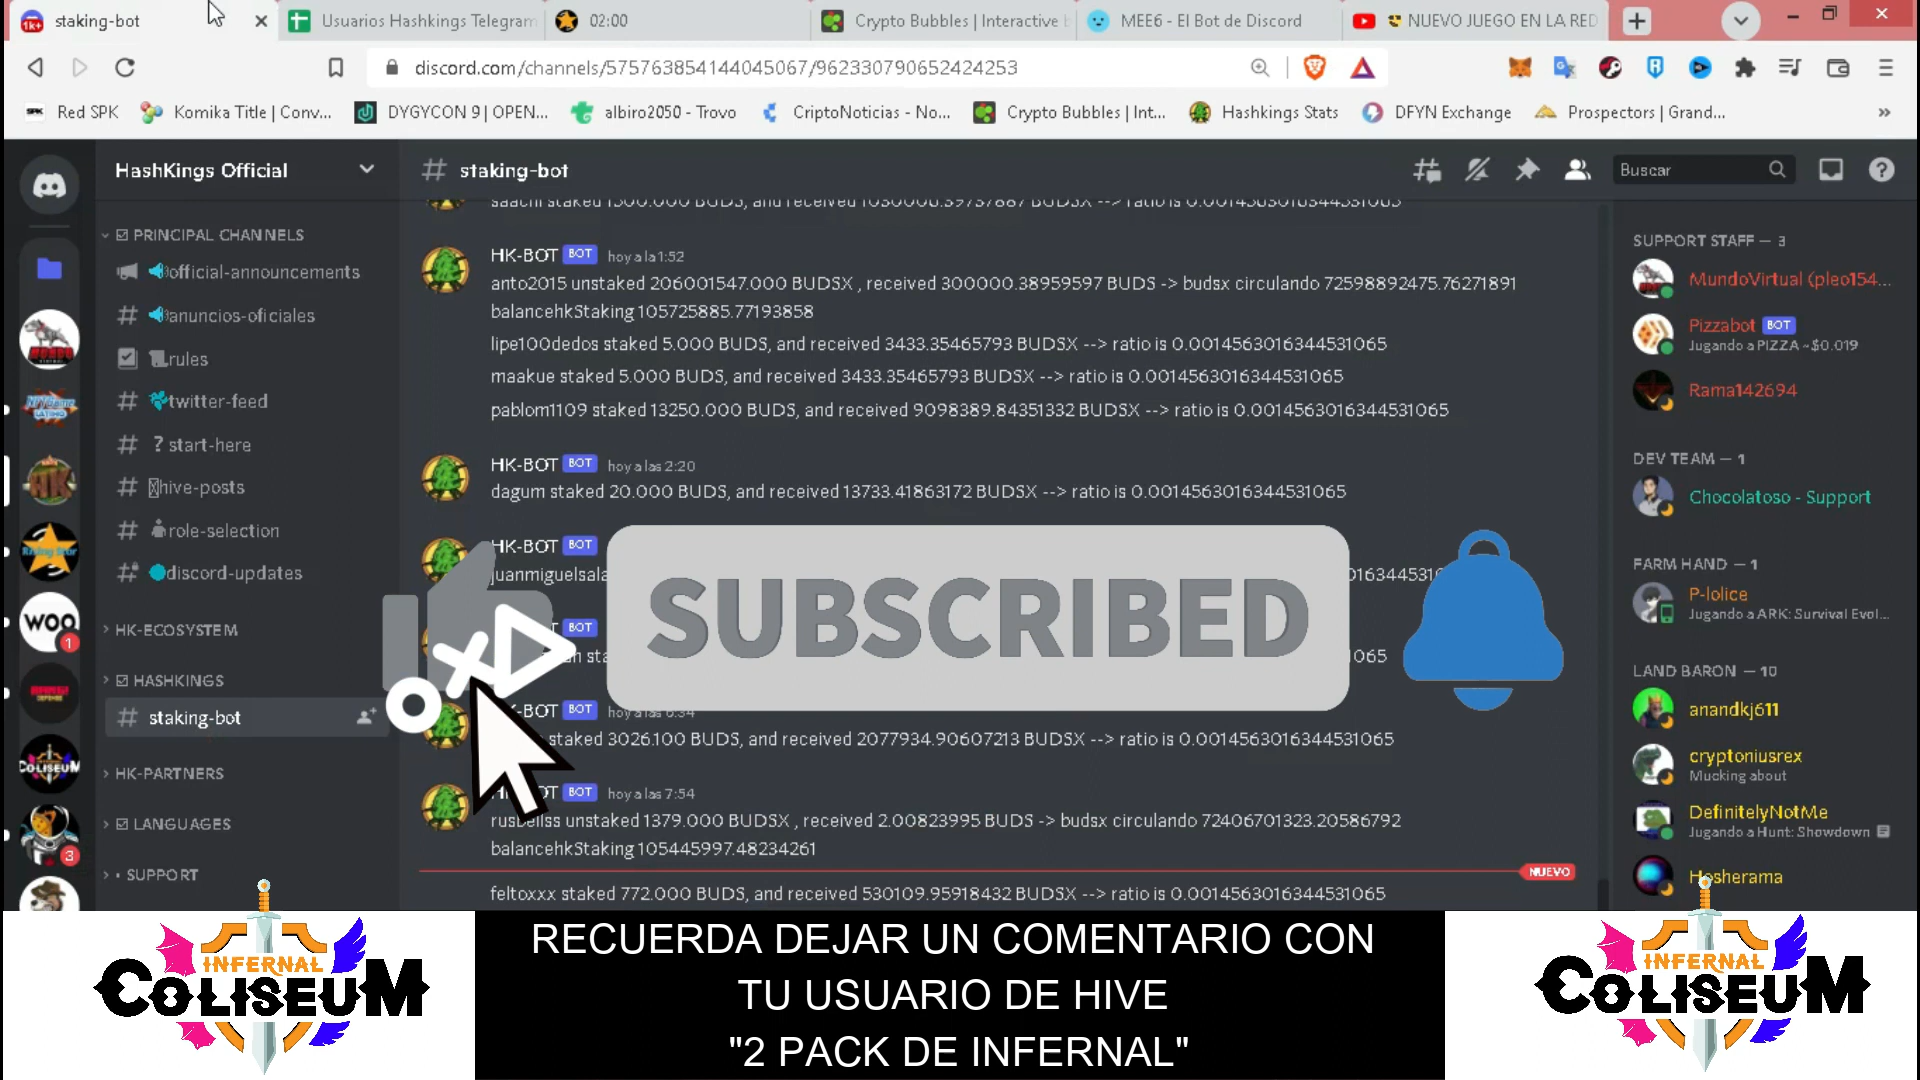 staking-bot
Usuarios Hashkings Telegram
02:00
Crypto Bubbles | Interactive b
MEE6 - El Bot de Discord
NUEVO JUEGO EN LA RED
discord.com/channels/575763854144045067/962330790652424253
Red SPK
Komika Title | Conv...
DYGYCON 9 | OPEN...
albiro2050 - Trovo
CriptoNoticias - No...
Crypto Bubbles | Int...
Hashkings Stats
DFYN Exchange
Prospectors | Grand...
HashKings Official
# staking-bot
Buscar
PRINCIPAL CHANNELS
official-announcements
# anuncios-oficiales
rules
# twitter-feed
# ? start-here
# hive-posts
# role-selection
# discord-updates
HK-ECOSYSTEM
HASHKINGS
# staking-bot
HK-PARTNERS
LANGUAGES
SUPPORT
WOO
1
3
HK-BOT BOT hoy a la 1:52
anto2015 unstaked 206001547.000 BUDSX , received 300000.38959597 BUDS -> budsx circulando 72598892475.76271891
balancehkStaking 105725885.77193858
lipe100dedos staked 5.000 BUDS, and received 3433.35465793 BUDSX --> ratio is 0.0014563016344531065
maakue staked 5.000 BUDS, and received 3433.35465793 BUDSX --> ratio is 0.0014563016344531065
pablom1109 staked 13250.000 BUDS, and received 9098389.84351332 BUDSX --> ratio is 0.0014563016344531065
HK-BOT BOT hoy a las 2:20
dagum staked 20.000 BUDS, and received 13733.41863172 BUDSX --> ratio is 0.0014563016344531065
HK-BOT BOT
SUBSCRIBED
BOT
BOT hoy a las 6:34
staked 3026.100 BUDS, and received 2077934.90607213 BUDSX --> ratio is 0.0014563016344531065
BOT hoy a las 7:54
unstaked 1379.000 BUDSX , received 2.00823995 BUDS -> budsx circulando 72406701323.20586792
balancehkStaking 105445997.48234261
NUEVO
feltoxxx staked 772.000 BUDS, and received 530109.95918432 BUDSX --> ratio is 0.0014563016344531065
SUPPORT STAFF — 3
MundoVirtual (pleo154...
Pizzabot BOT
Jugando a PIZZA ~$0.019
Rama142694
DEV TEAM — 1
Chocolatoso - Support
FARM HAND — 1
P-lolice
Jugando a ARK: Survival Evol...
LAND BARON — 10
anandkj611
cryptoniusrex
Mucking about
DefinitelyNotMe
Jugando a Hunt: Showdown
Hosherama
INFERNAL
COLISEUM
RECUERDA DEJAR UN COMENTARIO CON
TU USUARIO DE HIVE
"2 PACK DE INFERNAL"
INFERNAL
COLISEUM